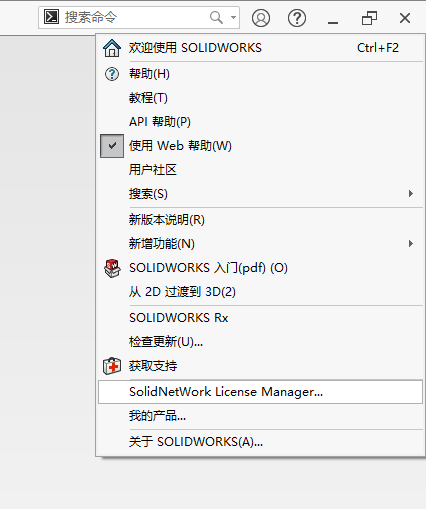 搜索命令
欢迎使用 SOLIDWORKS Ctrl+F2
帮助(H)
教程(T)
API 帮助(P)
使用 Web 帮助(W)
用户社区
搜索(S)
新版本说明(R)
新增功能(N)
SOLIDWORKS 入门(pdf) (O)
从 2D 过渡到 3D(2)
SOLIDWORKS Rx
检查更新(U)...
获取支持
SolidNetWork License Manager...
我的产品...
关于 SOLIDWORKS(A)...